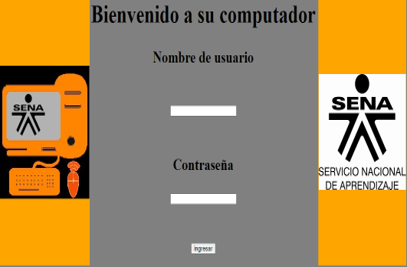 Bienvenido a su computador
Nombre de usuario
SENA
SENA
SERVICIO NACIONAL
DE APRENDIZAJE
Contraseña
ingresar